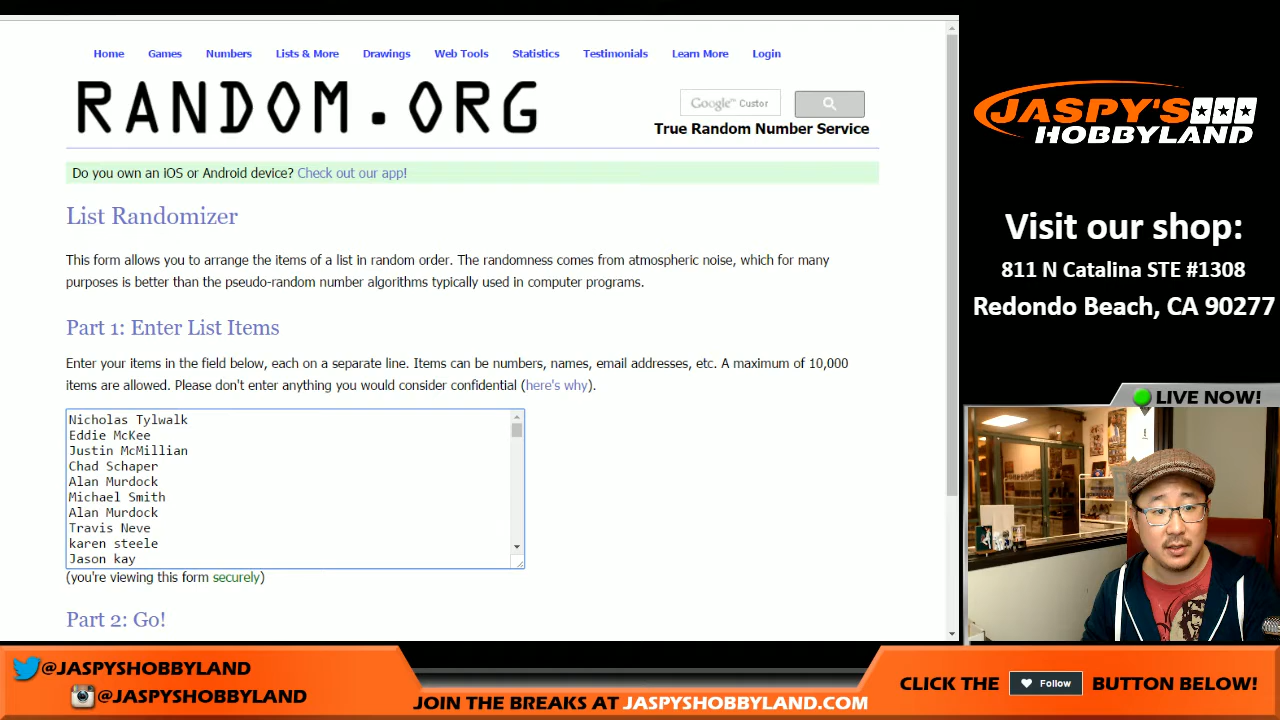 Home Games Numbers Lists & More Drawings Web Tools Statistics Testimonials Learn More Login
RANDOM.ORG
Google™ Custor
True Random Number Service
Do you own an iOS or Android device? Check out our app!
List Randomizer
This form allows you to arrange the items of a list in random order. The randomness comes from atmospheric noise, which for many
purposes is better than the pseudo-random number algorithms typically used in computer programs.
Part 1: Enter List Items
Enter your items in the field below, each on a separate line. Items can be numbers, names, email addresses, etc. A maximum of 10,000
items are allowed. Please don't enter anything you would consider confidential (here's why).
Nicholas Tylwalk
Eddie McKee
Justin McMillian
Chad Schaper
Alan Murdock
Michael Smith
Alan Murdock
Travis Neve
karen steele
Jason kay
(you're viewing this form securely)
Part 2: Go!
JASPY'S
HOBBYLAND
Visit our shop:
811 N Catalina STE #1308
Redondo Beach, CA 90277
LIVE NOW!
@JASPYSHOBBYLAND
@JASPYSHOBBYLAND
JOIN THE BREAKS AT JASPYSHOBBYLAND.COM
CLICK THE Follow BUTTON BELOW!